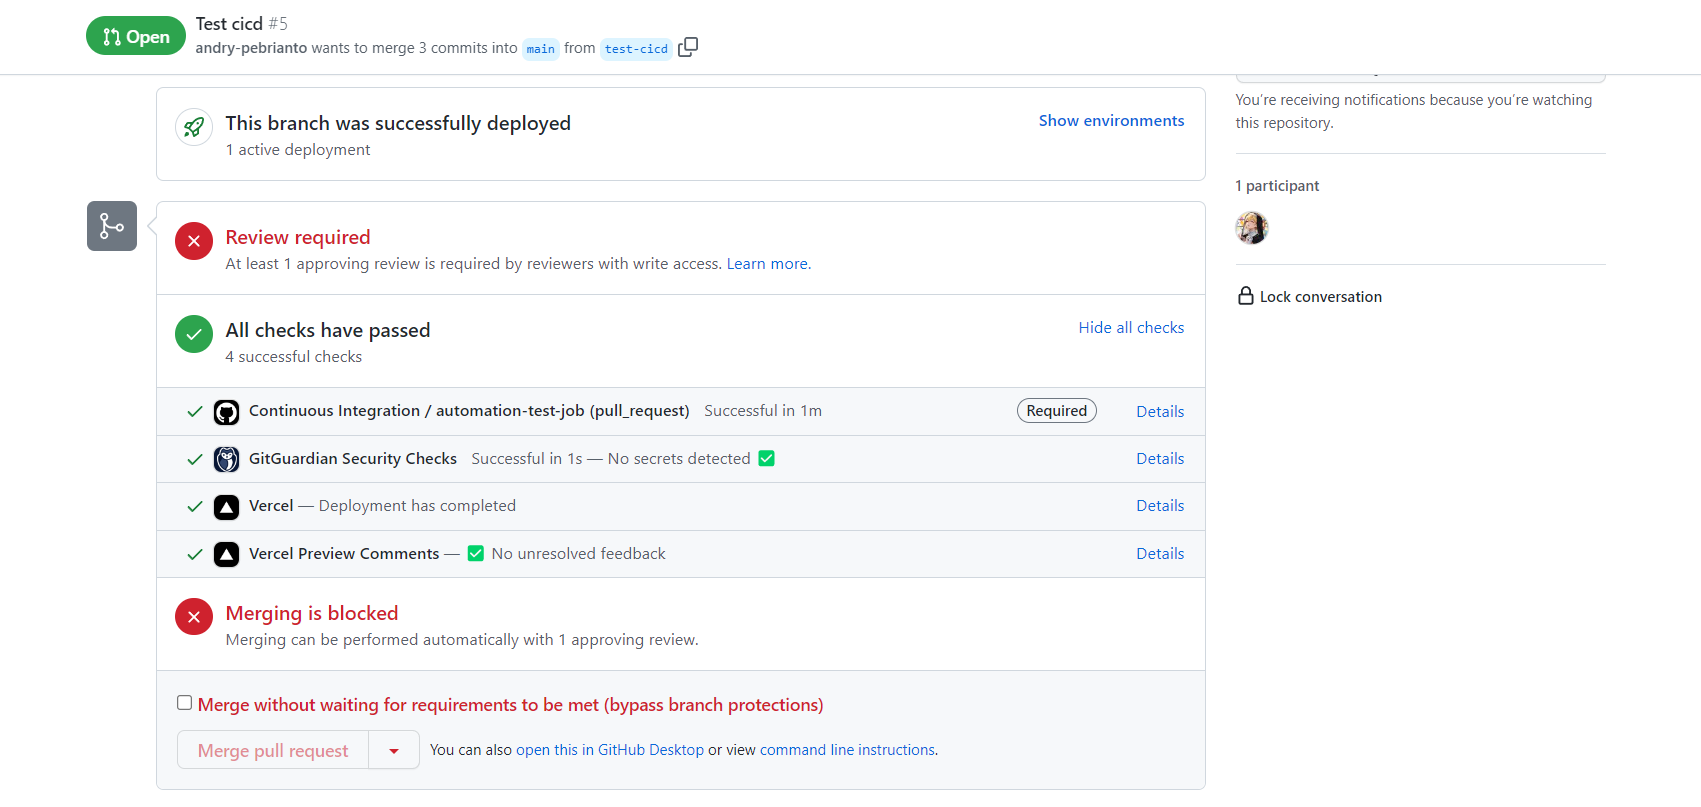 Open
Test cicd #5
andry-pebrianto wants to merge 3 commits into main from test-cicd
This branch was successfully deployed
1 active deployment
Show environments
Review required
At least 1 approving review is required by reviewers with write access. Learn more.
All checks have passed
4 successful checks
Hide all checks
Continuous Integration / automation-test-job (pull_request) Successful in 1m Required Details
GitGuardian Security Checks Successful in 1s — No secrets detected ✅ Details
Vercel — Deployment has completed Details
Vercel Preview Comments — ✅ No unresolved feedback Details
Merging is blocked
Merging can be performed automatically with 1 approving review.
Merge without waiting for requirements to be met (bypass branch protections)
Merge pull request
You can also open this in GitHub Desktop or view command line instructions.
You're receiving notifications because you're watching
this repository.
1 participant
Lock conversation